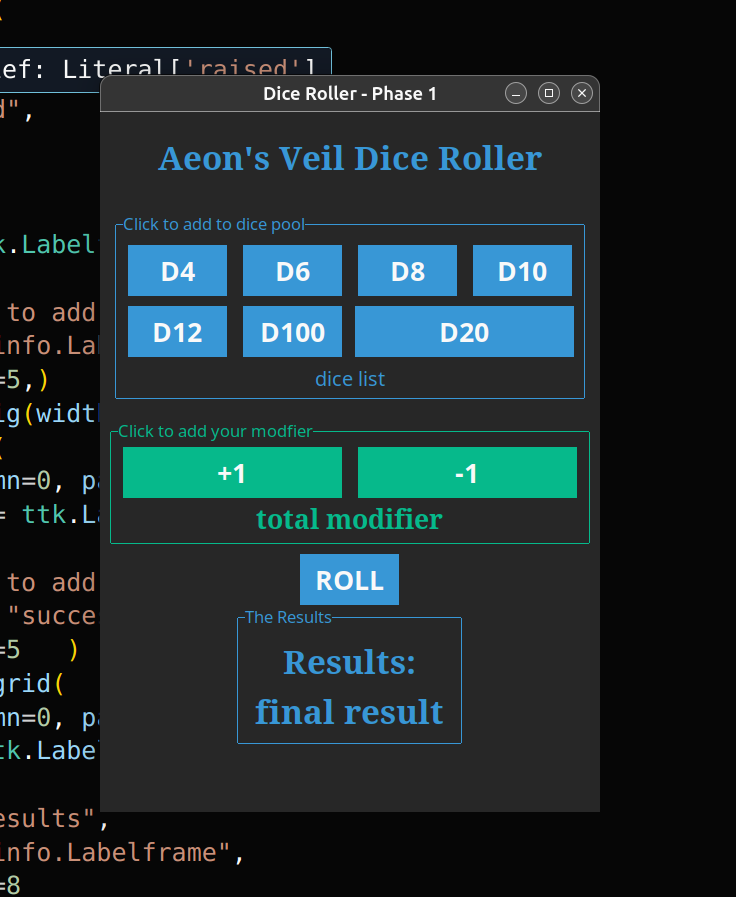 (
ef: Literal['raised']
d",
Dice Roller - Phase 1
Aeon's Veil Dice Roller
k.Label
Click to add to dice pool
D4 D6 D8 D10
to add
info.Lab
D12 D100 D20
=5,)
dice list
ig(widt
(
Click to add your modfier
mn=0, pa
+1 -1
= ttk.La
total modifier
to add
ROLL
"succe
The Results
=5 )
Results:
grid(
final result
mn=0, pa
tk.Labe
esults",
info.Labelframe",
=8